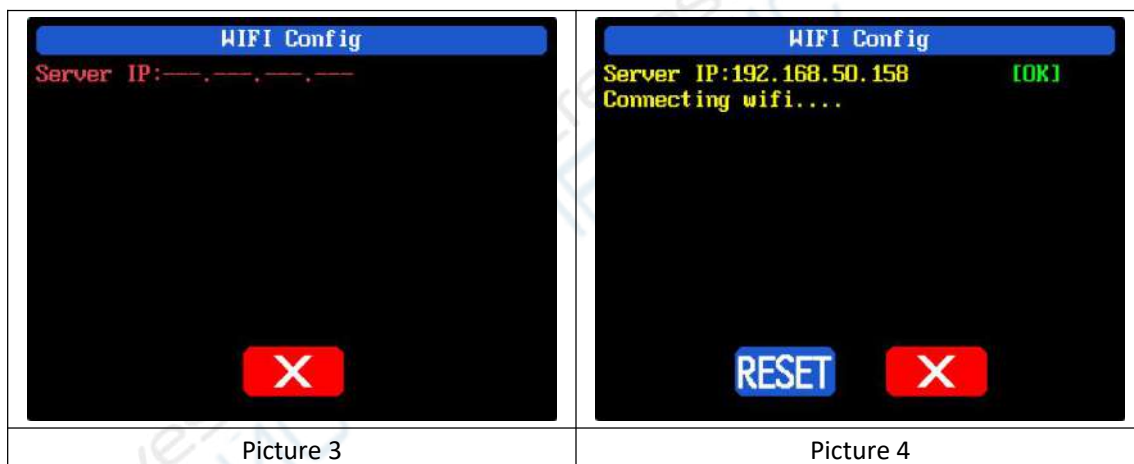 WIFI Config
Server IP:---.---.---.---
X
Picture 3
WIFI Config
Server IP:192.168.50.158 [OK]
Connecting wifi....
RESET
X
Picture 4